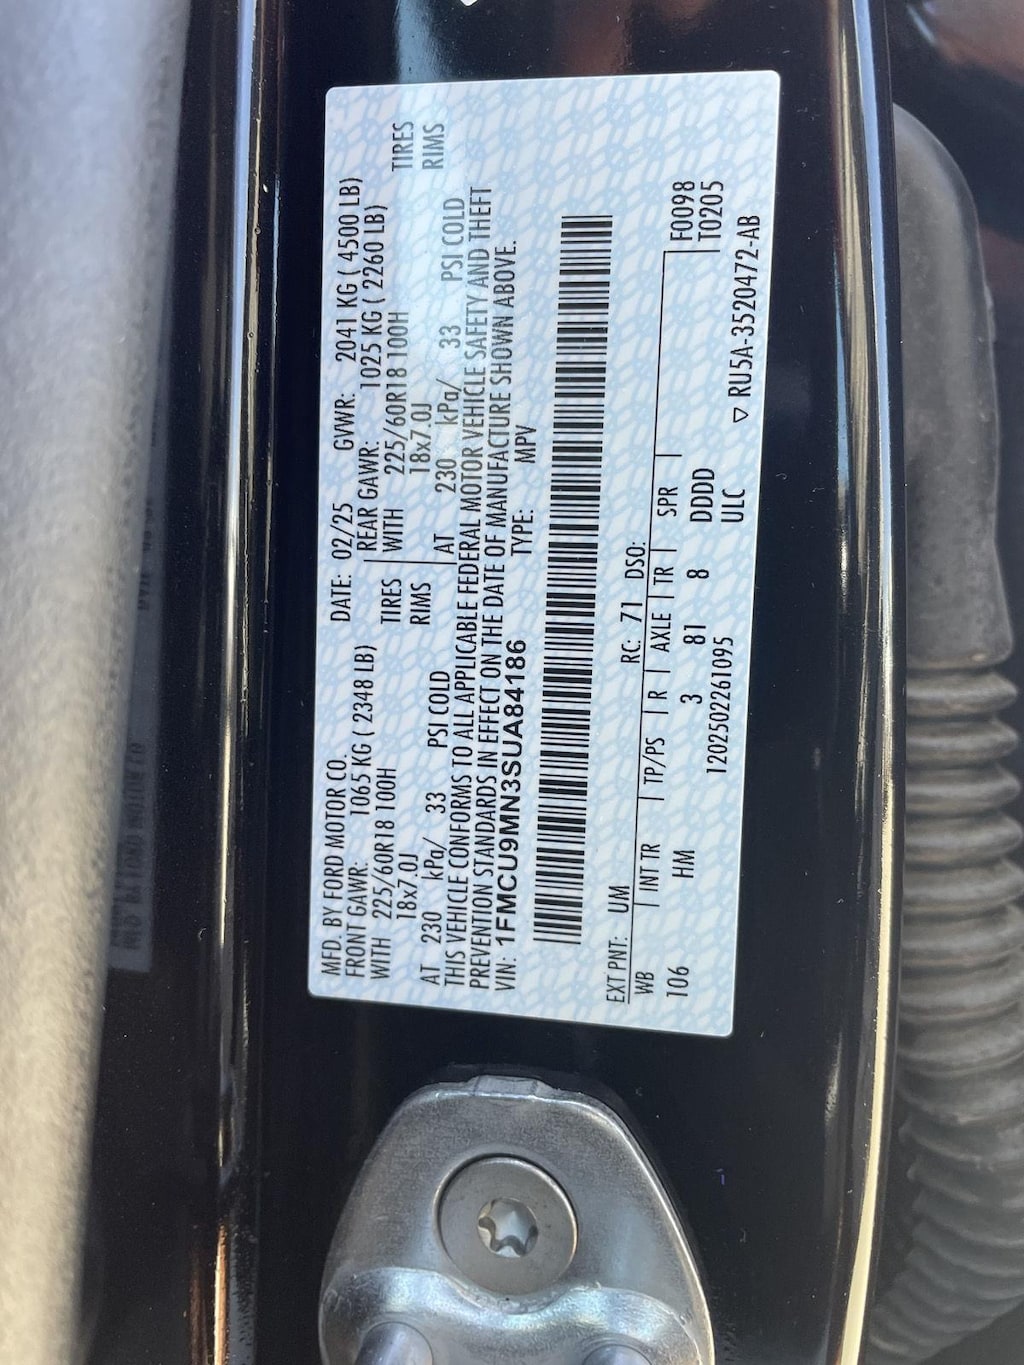 MFD. BY FORD MOTOR CO.
DATE: 02/25 GVWR: 2041 KG ( 4500 LB)
FRONT GAWR: 1065 KG ( 2348 LB)
REAR GAWR: 1025 KG ( 2260 LB)
WITH 225/60R18 100H TIRES
WITH 225/60R18 100H TIRES
18x7.0J RIMS
18x7.0J RIMS
AT 230 kPa/ 33 PSI COLD
AT 230 kPa/ 33 PSI COLD
THIS VEHICLE CONFORMS TO ALL APPLICABLE FEDERAL MOTOR VEHICLE SAFETY AND THEFT
PREVENTION STANDARDS IN EFFECT ON THE DATE OF MANUFACTURE SHOWN ABOVE.
VIN: 1FMCU9MN3SUA84186 TYPE: MPV
EXT PNT: UM RC: 71 DSO:
WB INT TR TP/PS R AXLE TR SPR F0098
106 HM 3 81 8 DDDD T0205
1202502261095 ULC
RU5A-3520472-AB